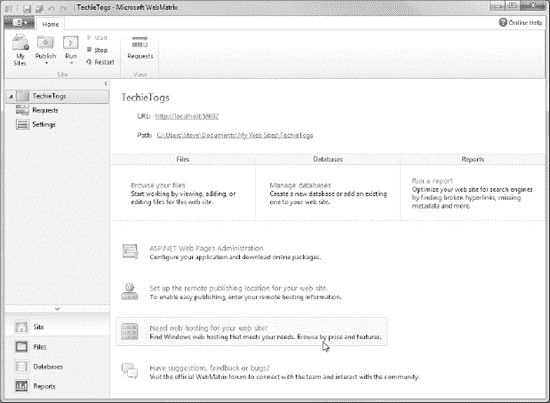 TechieTogs - Microsoft WebMatrix
Home
Online Help
My Sites
Publish
Run
Start
Stop
Restart
Requests
Site
View
TechieTogs
Requests
Settings
Site
Files
Databases
Reports
TechieTogs
URL: http://localhost:38692
Path: C:\Users\Steve\Documents\My Web Sites\TechieTogs
Files
Databases
Reports
Browse your files
Start working by viewing, adding, or
editing files for this web site.
Manage databases
Create a new database or add an existing
one to your web site.
Run a report
Optimize your web site for search engines
by finding broken hyperlinks, missing
metadata and more.
ASP.NET Web Pages Administration
Configure your application and download online packages.
Set up the remote publishing location for your web site.
To enable easy publishing, enter your remote hosting information.
Need web hosting for your web site?
Find Windows web hosting that meets your needs. Browse by price and features.
Have suggestions, feedback or bugs?
Visit the official WebMatrix forum to connect with the team and interact with the community.